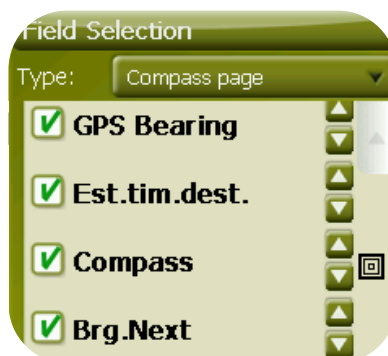 Field Selection
Type: Compass page
GPS Bearing
Est.tim.dest.
Compass
Brg.Next